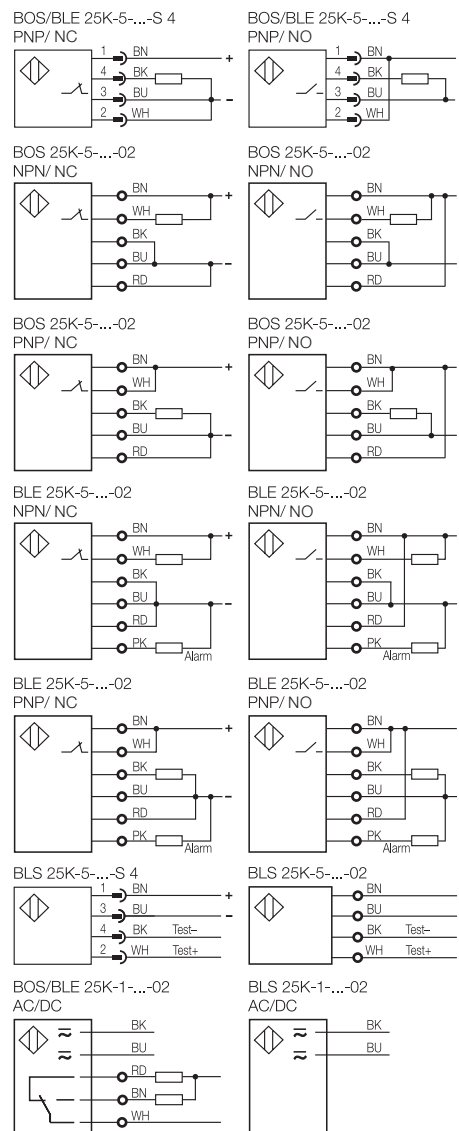 BOS/BLE 25K-5-...-S 4
PNP/ NC
1 BN +
4 BK
3 BU –
2 WH
BOS/BLE 25K-5-...-S 4
PNP/ NO
1 BN
4 BK
3 BU
2 WH
BOS 25K-5-...-02
NPN/ NC
BN +
WH
BK
BU –
RD
BOS 25K-5-...-02
NPN/ NO
BN
WH
BK
BU
RD
BOS 25K-5-...-02
PNP/ NC
BN +
WH
BK
BU –
RD
BOS 25K-5-...-02
PNP/ NO
BN
WH
BK
BU
RD
BLE 25K-5-...-02
NPN/ NC
BN +
WH
BK
BU –
RD
PK
Alarm
BLE 25K-5-...-02
NPN/ NO
BN
WH
BK
BU
RD
PK
Alarm
BLE 25K-5-...-02
PNP/ NC
BN +
WH
BK
BU –
RD
PK
Alarm
BLE 25K-5-...-02
PNP/ NO
BN
WH
BK
BU
RD
PK
Alarm
BLS 25K-5-...-S 4
1 BN +
3 BU –
4 BK Test–
2 WH Test+
BLS 25K-5-...-02
BN
BU
BK Test–
WH Test+
BOS/BLE 25K-1-...-02
AC/DC
BK
BU
RD
BN
WH
BLS 25K-1-...-02
AC/DC
BK
BU